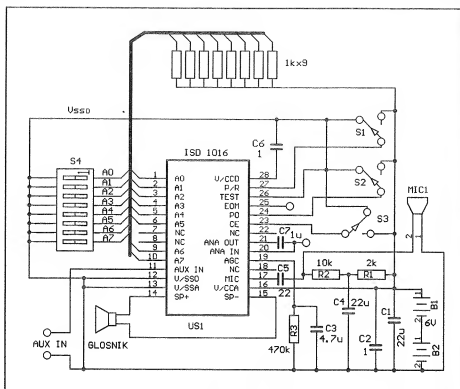 1kx9
VSSD
S4
ISD 1016
C6
1
S1
S2
S3
MIC1
A0
A1
A2
A3
A4
A5
A6
A7
1 A0 V/CCD 28
2 A1 P/R 27
3 A2 TEST 26
4 A3 EOM 25
5 A4 PO 24
6 A5 CE 23
7 NC NC 22
8 NC ANA OUT 21
9 A6 ANA IN 20
10 A7 AGC 19
11 AUX IN NC 18
12 V/SSD MIC 17
13 V/SSA V/CCA 16
14 SP+ SP- 15
US1
C7 1u
C5
22
10k
R2
2k
R1
2 1
GLOSNIK
AUX IN
R3
470k
C3
4.7u
C4
22u
C2
1
C1
22u
B1
6V
B2
1
2
1
2